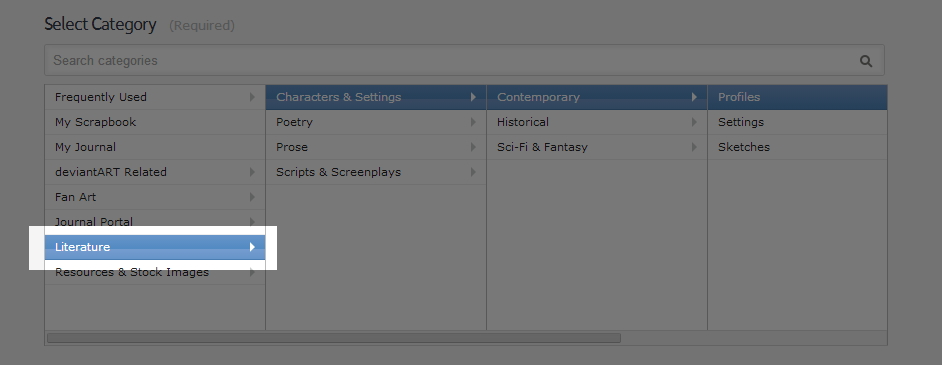 Select Category (Required)
Search categories
Frequently Used
My Scrapbook
My Journal
deviantART Related
Fan Art
Journal Portal
Literature
Resources & Stock Images
Characters & Settings
Poetry
Prose
Scripts & Screenplays
Contemporary
Historical
Sci-Fi & Fantasy
Profiles
Settings
Sketches